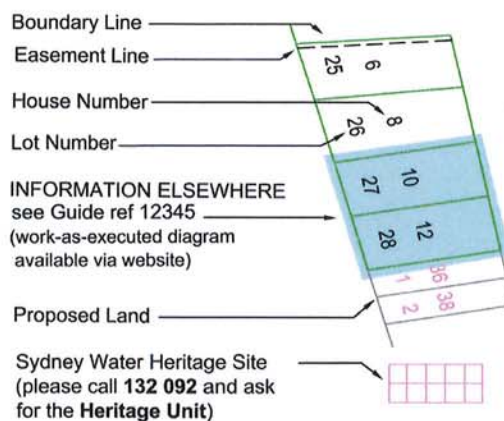 Boundary Line
Easement Line
25 6
House Number
26 8
Lot Number
INFORMATION ELSEWHERE
see Guide ref 12345
(work-as-executed diagram
available via website)
27 10
28 12
1 36
2 38
Proposed Land
Sydney Water Heritage Site
(please call 132 092 and ask
for the Heritage Unit)